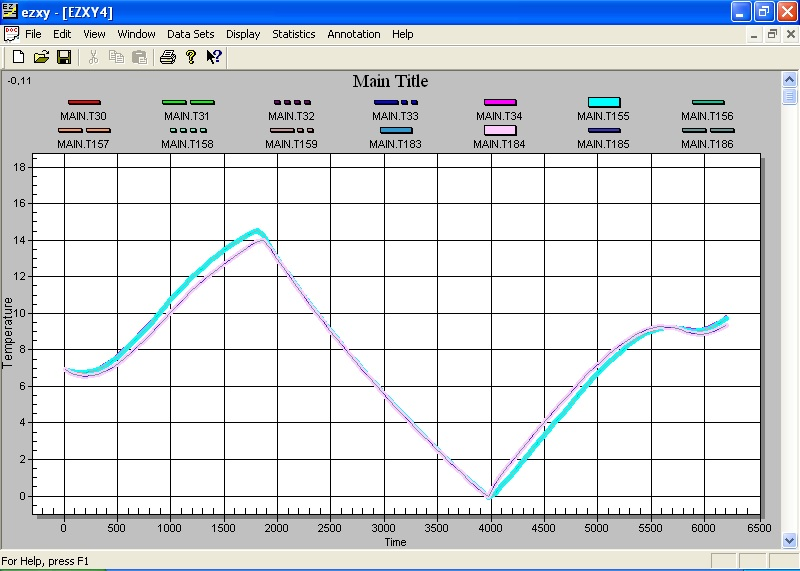 ezxy - [EZXY4]
File Edit View Window Data Sets Display Statistics Annotation Help
-0,11
Main Title
MAIN.T30 MAIN.T31 MAIN.T32 MAIN.T33 MAIN.T34 MAIN.T155 MAIN.T156
MAIN.T157 MAIN.T158 MAIN.T159 MAIN.T183 MAIN.T184 MAIN.T185 MAIN.T186
18
16
14
12
10
8
6
4
2
0
Temperature
0 500 1000 1500 2000 2500 3000 3500 4000 4500 5000 5500 6000 6500
Time
For Help, press F1